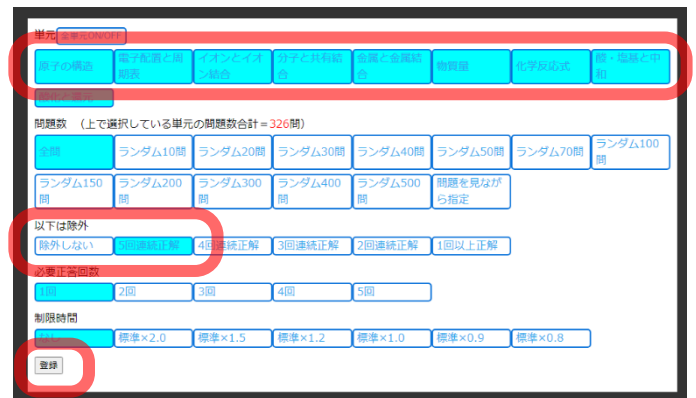 単元 全単元ON/OFF
原子の構造 電子配置と周期表 イオンとイオン結合 分子と共有結合 金属と金属結合 物質量 化学反応式 酸・塩基と中和
酸化と還元
問題数 （上で選択している単元の問題数合計＝326問）
全問 ランダム10問 ランダム20問 ランダム30問 ランダム40問 ランダム50問 ランダム70問 ランダム100問
ランダム150問 ランダム200問 ランダム300問 ランダム400問 ランダム500問 問題を見ながら指定
以下は除外
除外しない 5回連続正解 4回連続正解 3回連続正解 2回連続正解 1回以上正解
必要正答回数
1回 2回 3回 4回 5回
制限時間
なし 標準×2.0 標準×1.5 標準×1.2 標準×1.0 標準×0.9 標準×0.8
登録